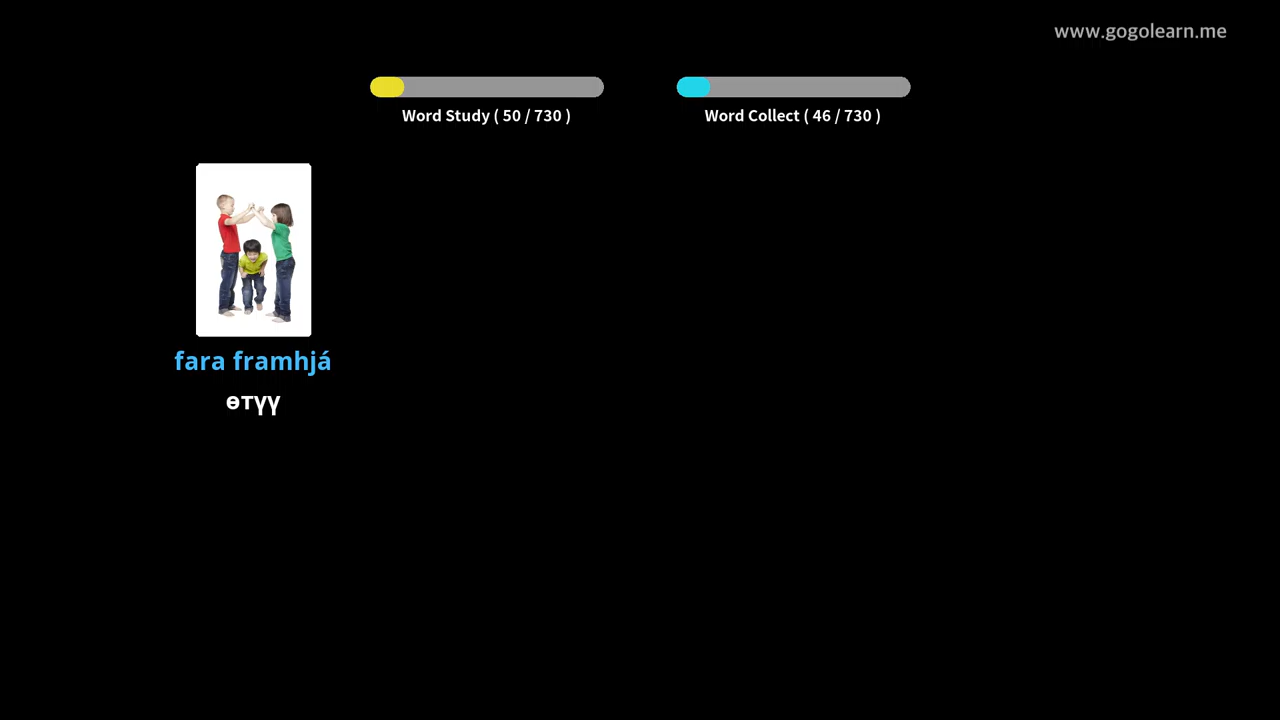 www.gogolearn.me
Word Study ( 50 / 730 )
Word Collect ( 46 / 730 )
fara framhjá
өтүү